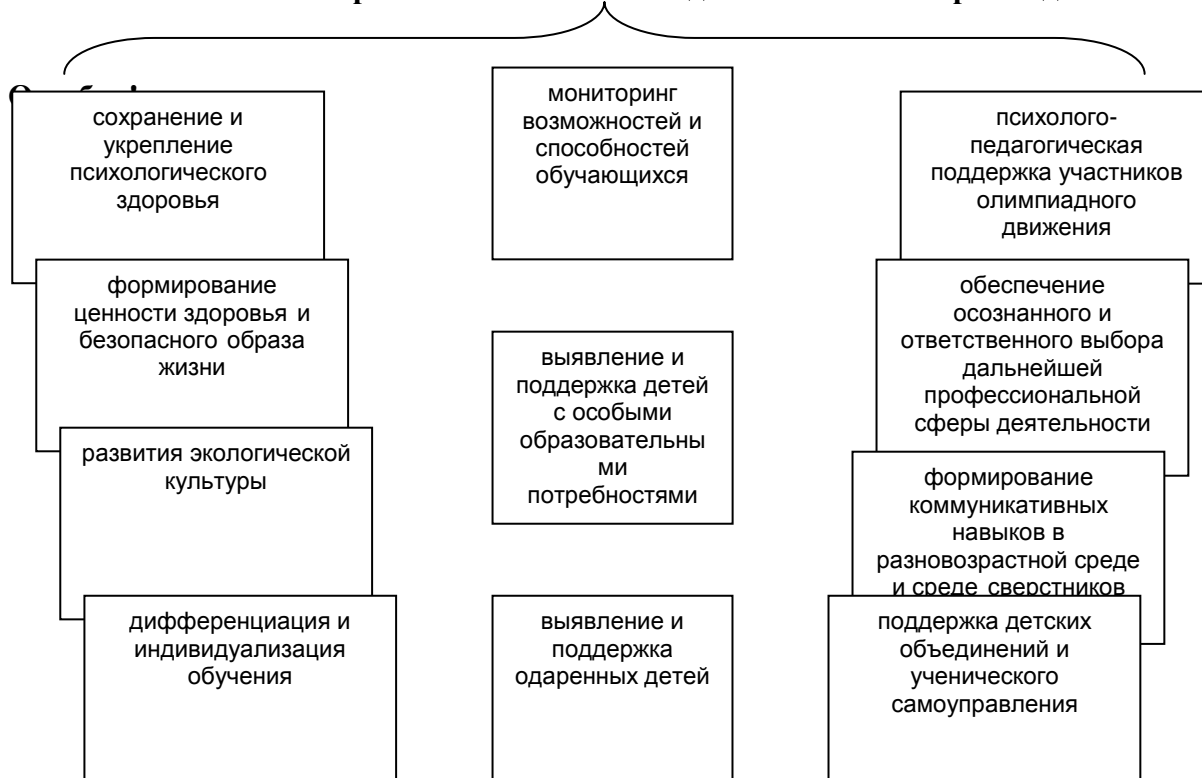 сохранение и
укрепление
психологического
здоровья
формирование
ценности здоровья и
безопасного образа
жизни
развития экологической
культуры
дифференциация и
индивидуализация
обучения
мониторинг
возможностей и
способностей
обучающихся
выявление и
поддержка детей
с особыми
образовательны
ми
потребностями
выявление и
поддержка
одаренных детей
психолого-
педагогическая
поддержка участников
олимпиадного
движения
обеспечение
осознанного и
ответственного выбора
дальнейшей
профессиональной
сферы деятельности
формирование
коммуникативных
навыков в
разновозрастной среде
и среде сверстников
поддержка детских
объединений и
ученического
самоуправления